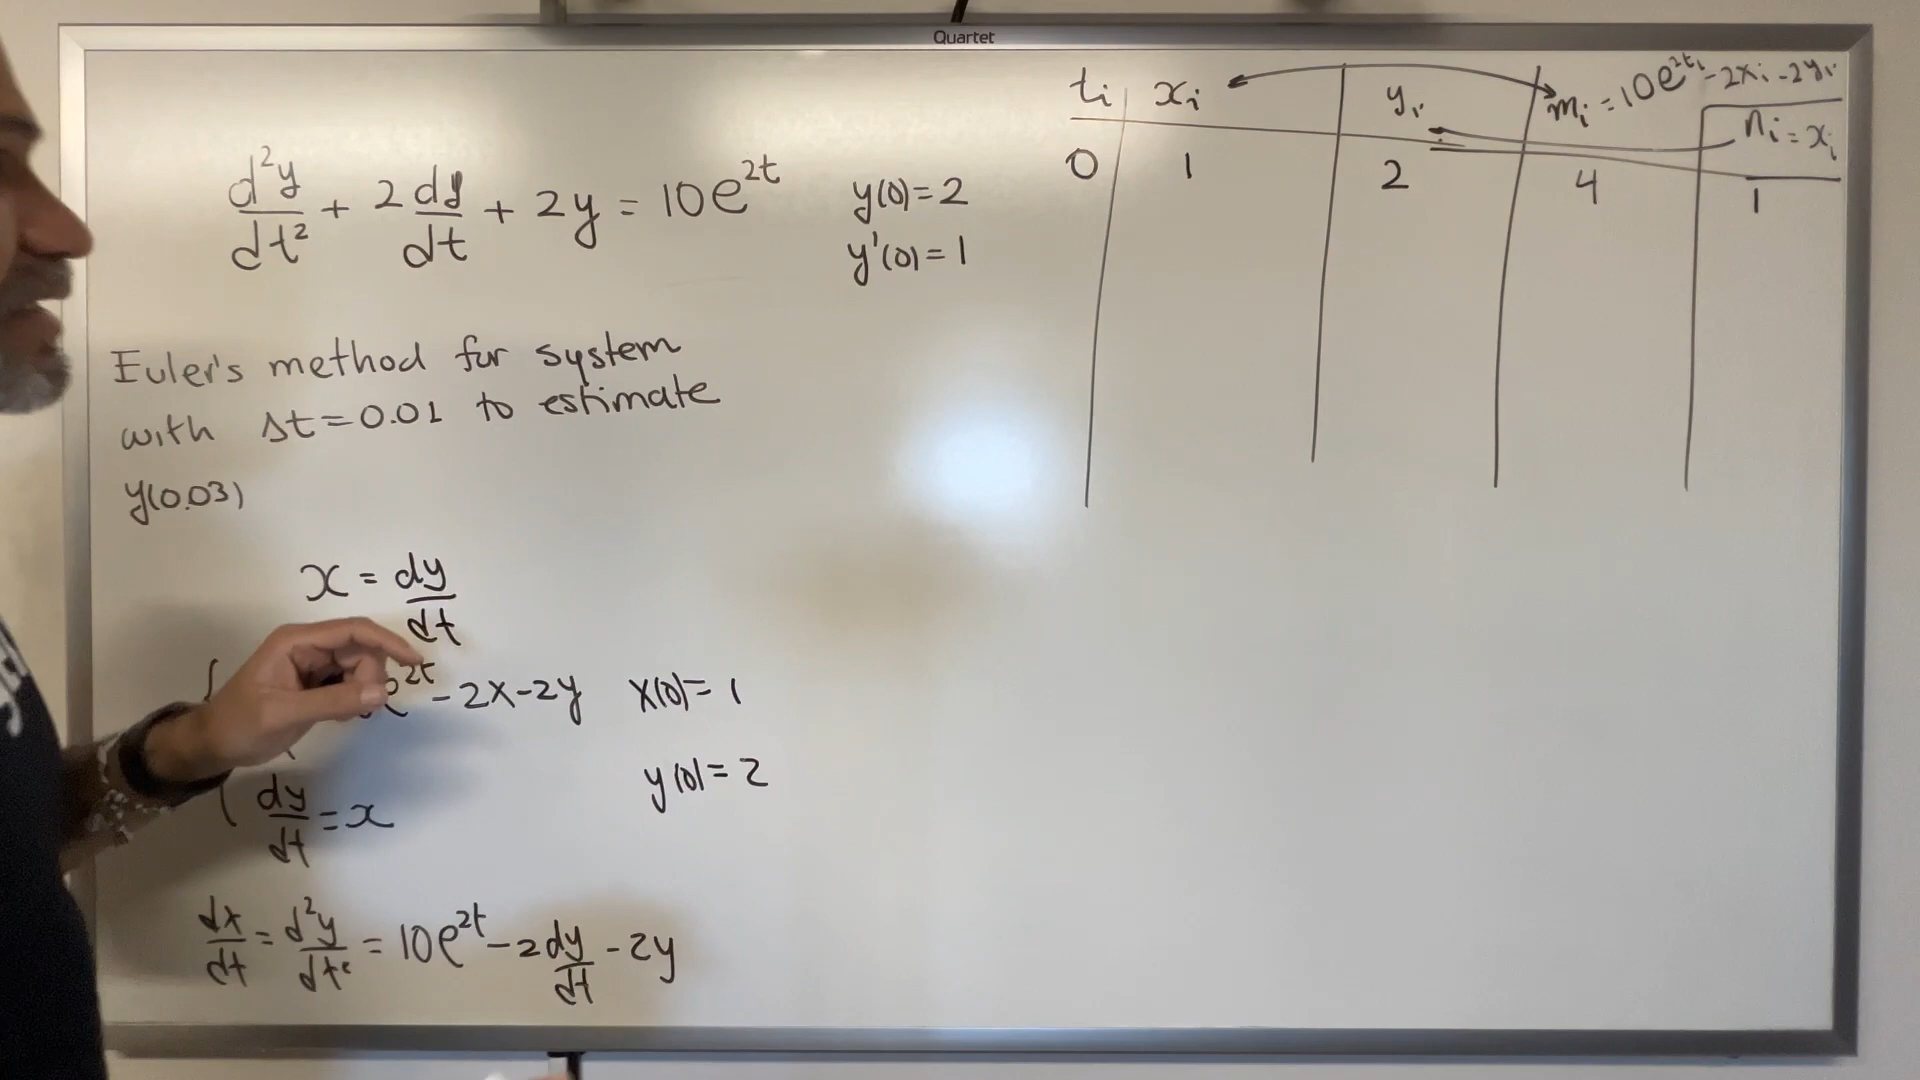 Quartet
d²y/dt² + 2 dy/dt + 2y = 10e^2t y(0)=2
y'(0)=1
Euler's method for system
with Δt=0.01 to estimate
y(0.03)
x = dy/dt
e^2t -2x-2y x(0)= 1
dy/dt = x y(0)= 2
dx/dt = d²y/dt² = 10e^2t - 2dy/dt - 2y
ti xi yi mi = 10e^2ti - 2xi - 2yi ni = xi
0 1 2 4 1